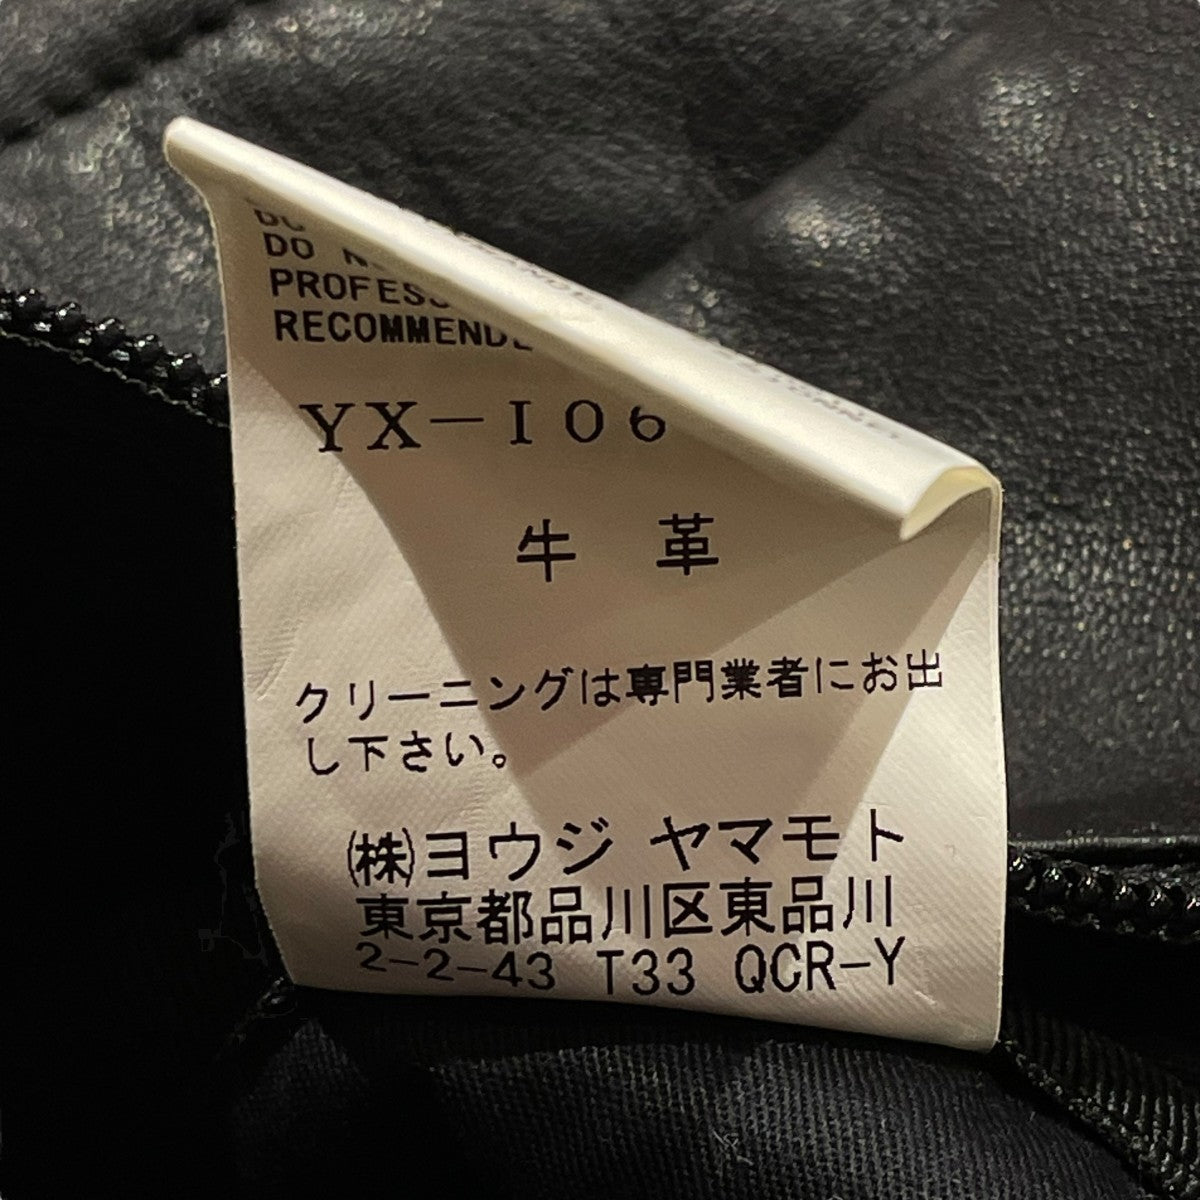 DO
PROFESS
RECOMMENDE
YX-I06
牛 革
クリーニングは専門業者にお出
し下さい。
㈱ヨウジ ヤマモト
東京都品川区東品川
2-2-43 T33 QCR-Y